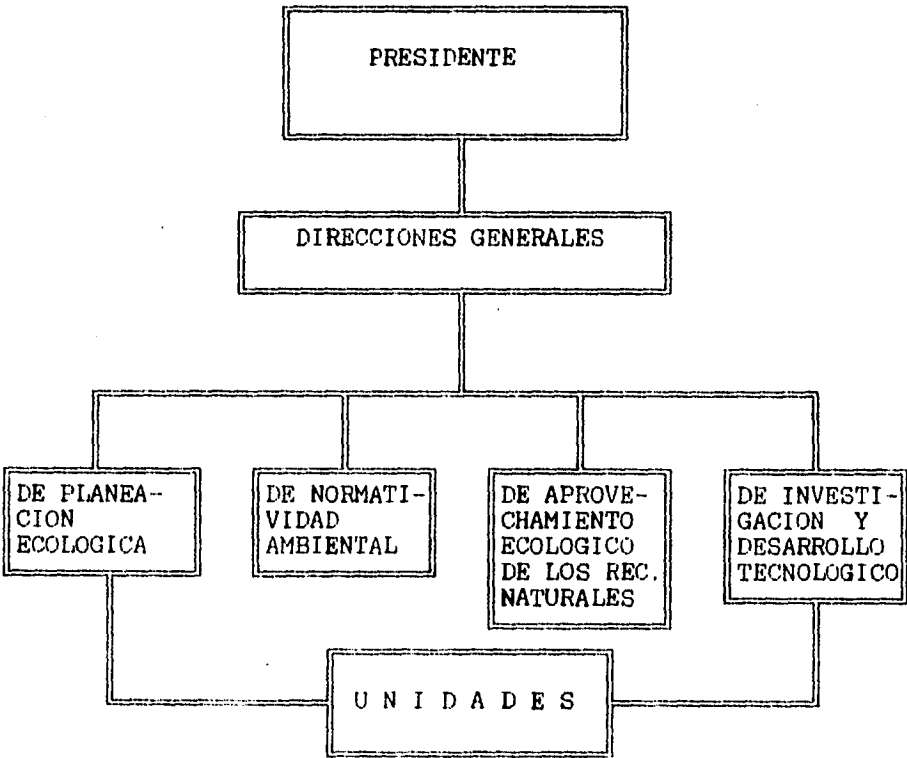 PRESIDENTE
DIRECCIONES GENERALES
DE PLANEA-
CION
ECOLOGICA
DE NORMATI-
VIDAD
AMBIENTAL
DE APROVE-
CHAMIENTO
ECOLOGICO
DE LOS REC.
NATURALES
DE INVESTI-
GACION Y
DESARROLLO
TECNOLOGICO
U N I D A D E S